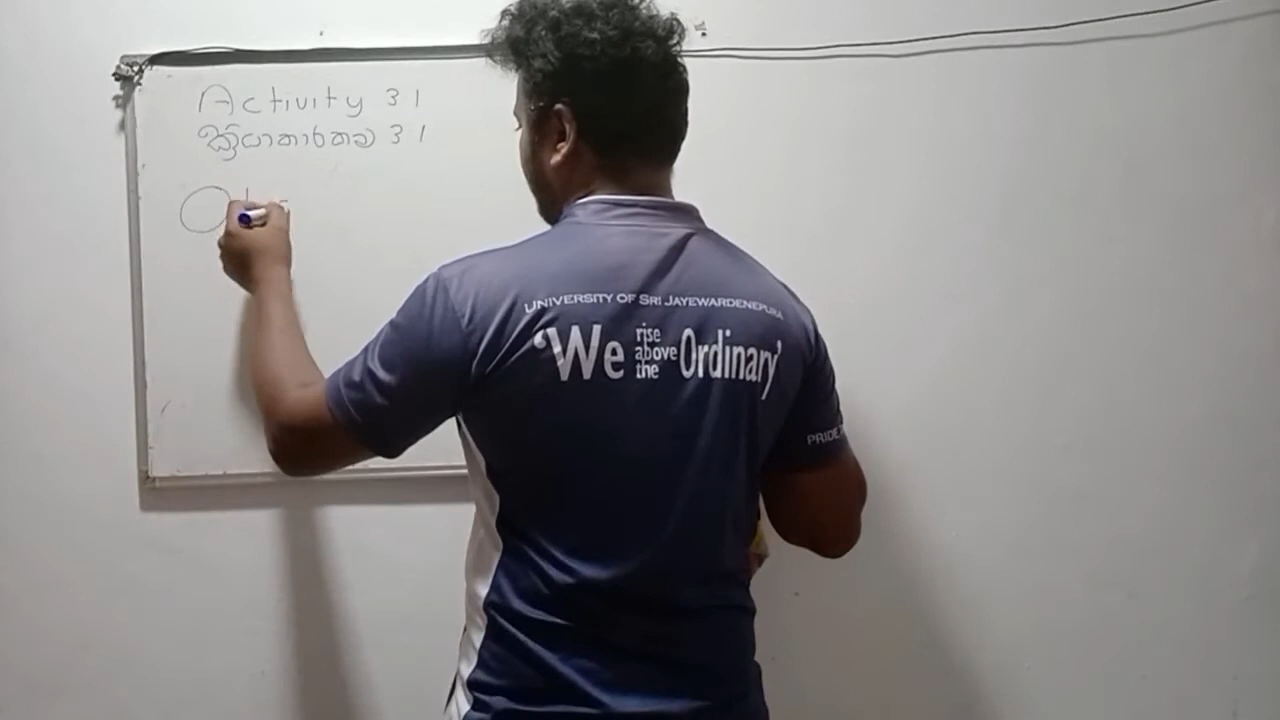 Activity 31
ක්‍රියාකාරකම 31
UNIVERSITY OF SRI JAYEWARDENEPURA
'We rise above the Ordinary'